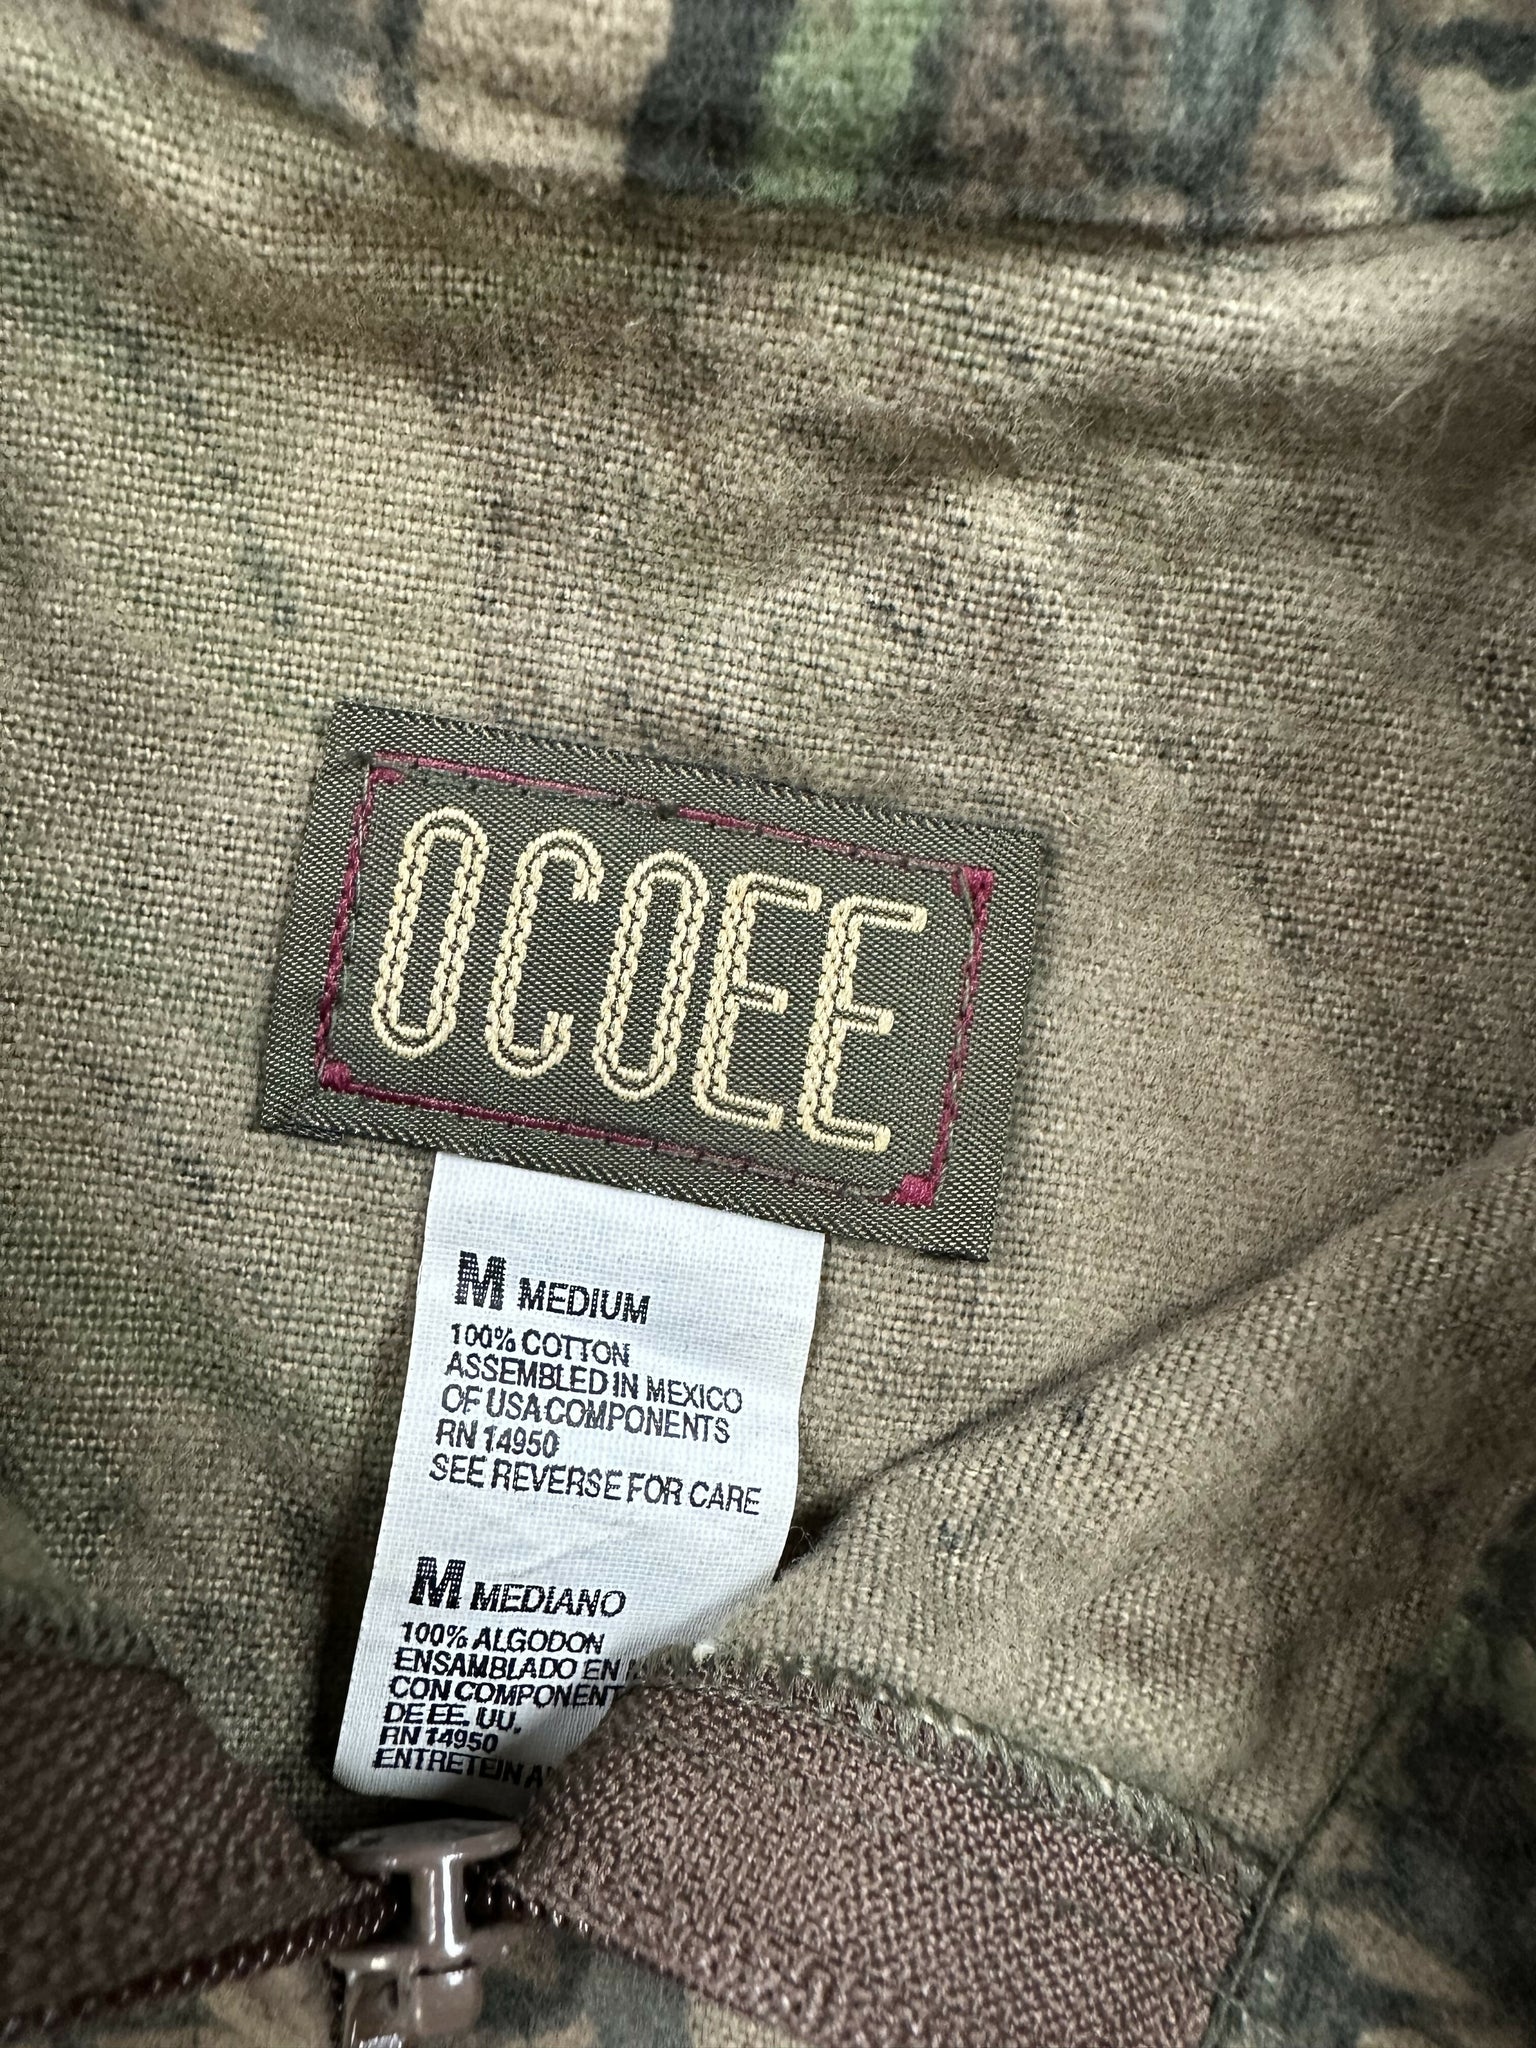 OCOEE
M MEDIUM
100% COTTON
ASSEMBLED IN MEXICO
OF USA COMPONENTS
RN 14950
SEE REVERSE FOR CARE
M MEDIANO
100% ALGODON
ENSAMBLADO EN
CON COMPONENT
DE EE. UU.
RN 14950
ENTRETEIN A